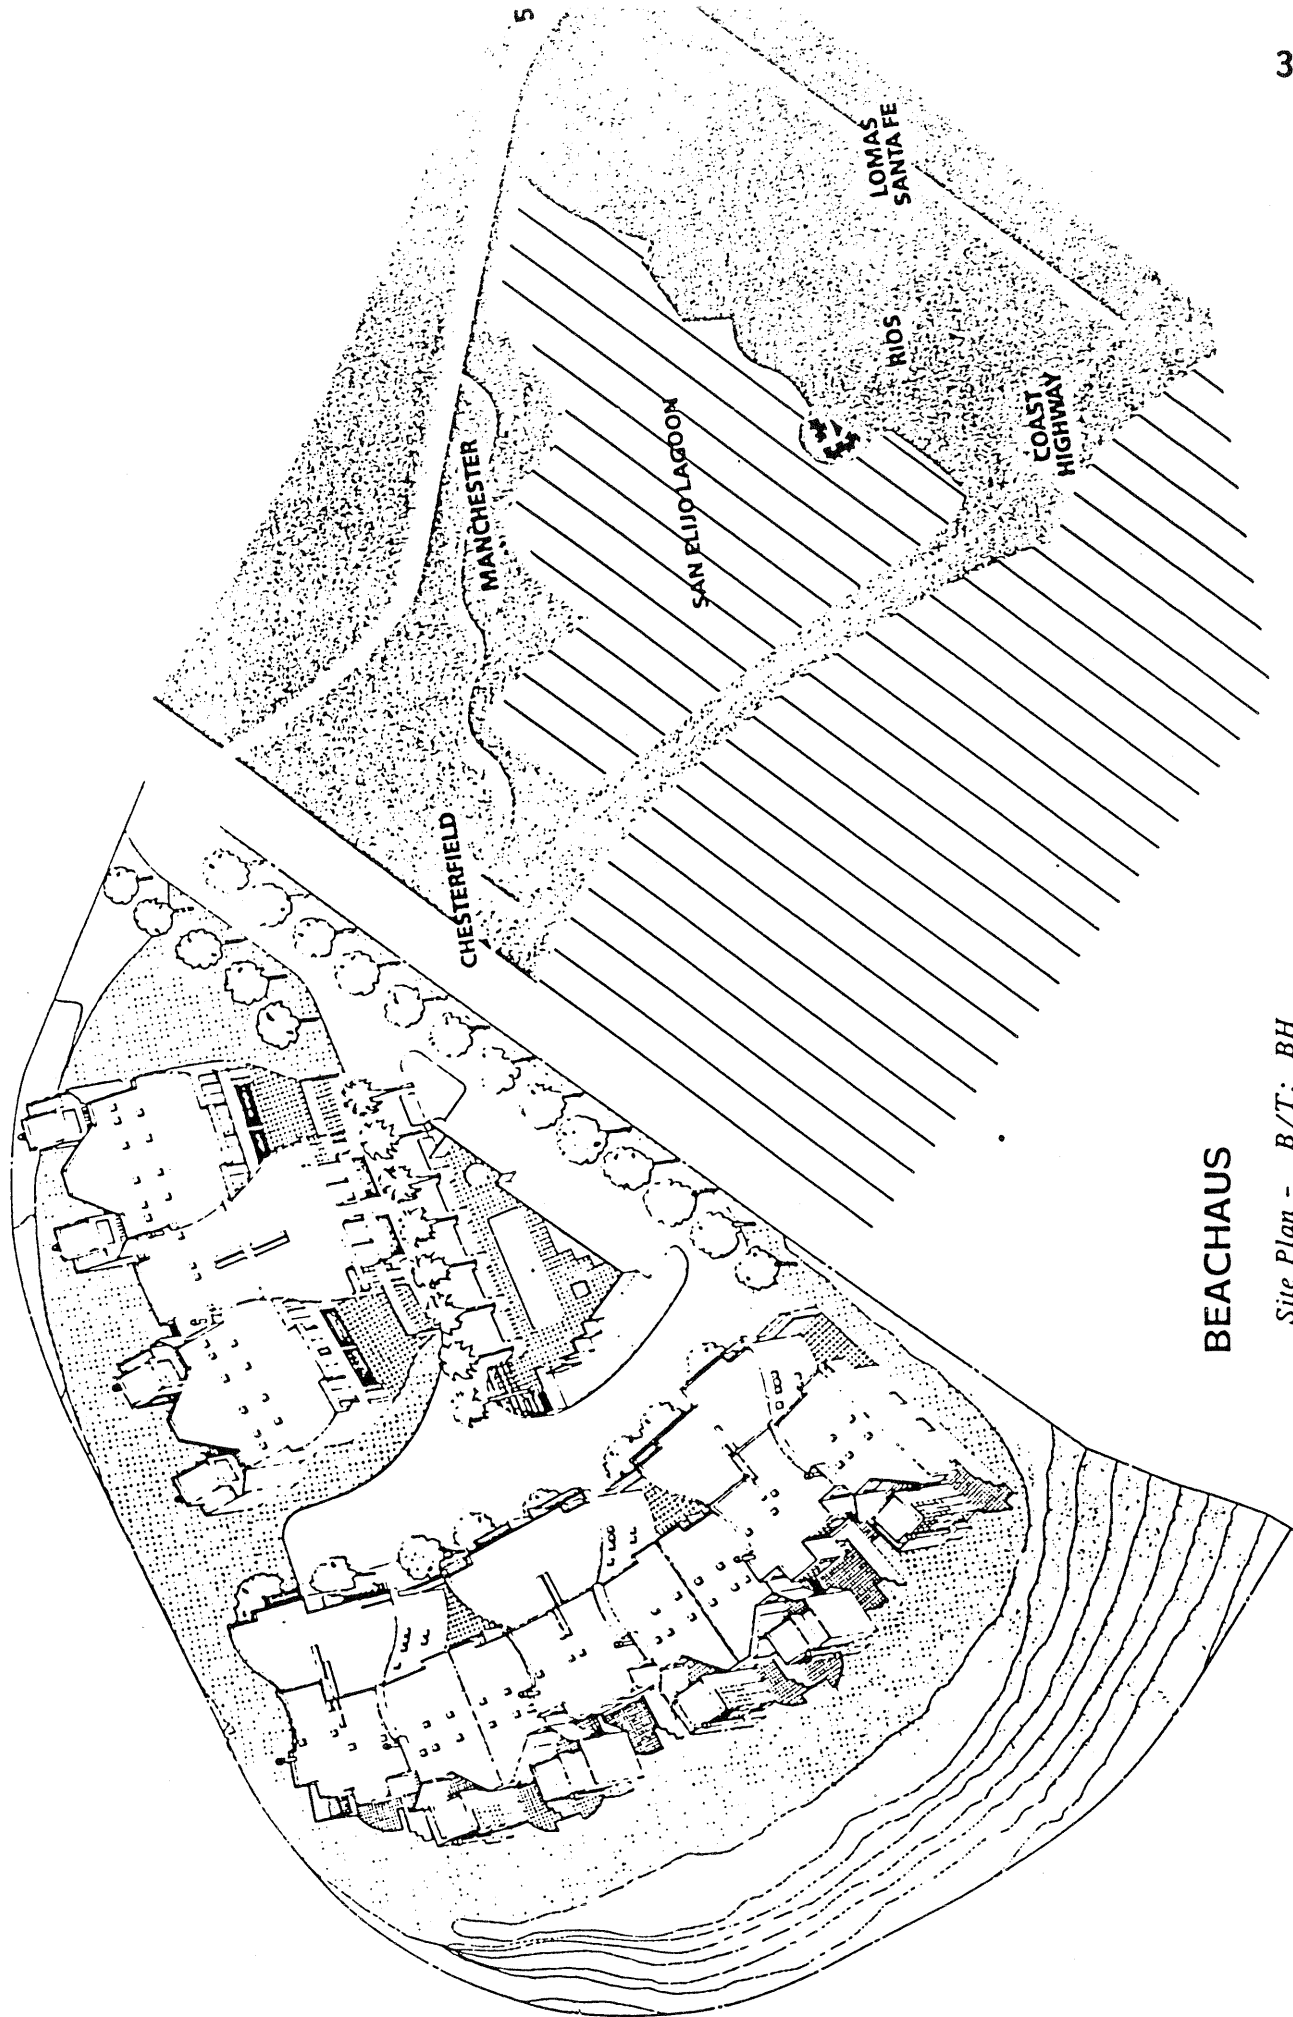 3
5
LOMAS
SANTA FE
RIOS
COAST
HIGHWAY
MANCHESTER
SAN ELIJO LAGOON
CHESTERFIELD
BEACHAUS
Site Plan - B/T: BH